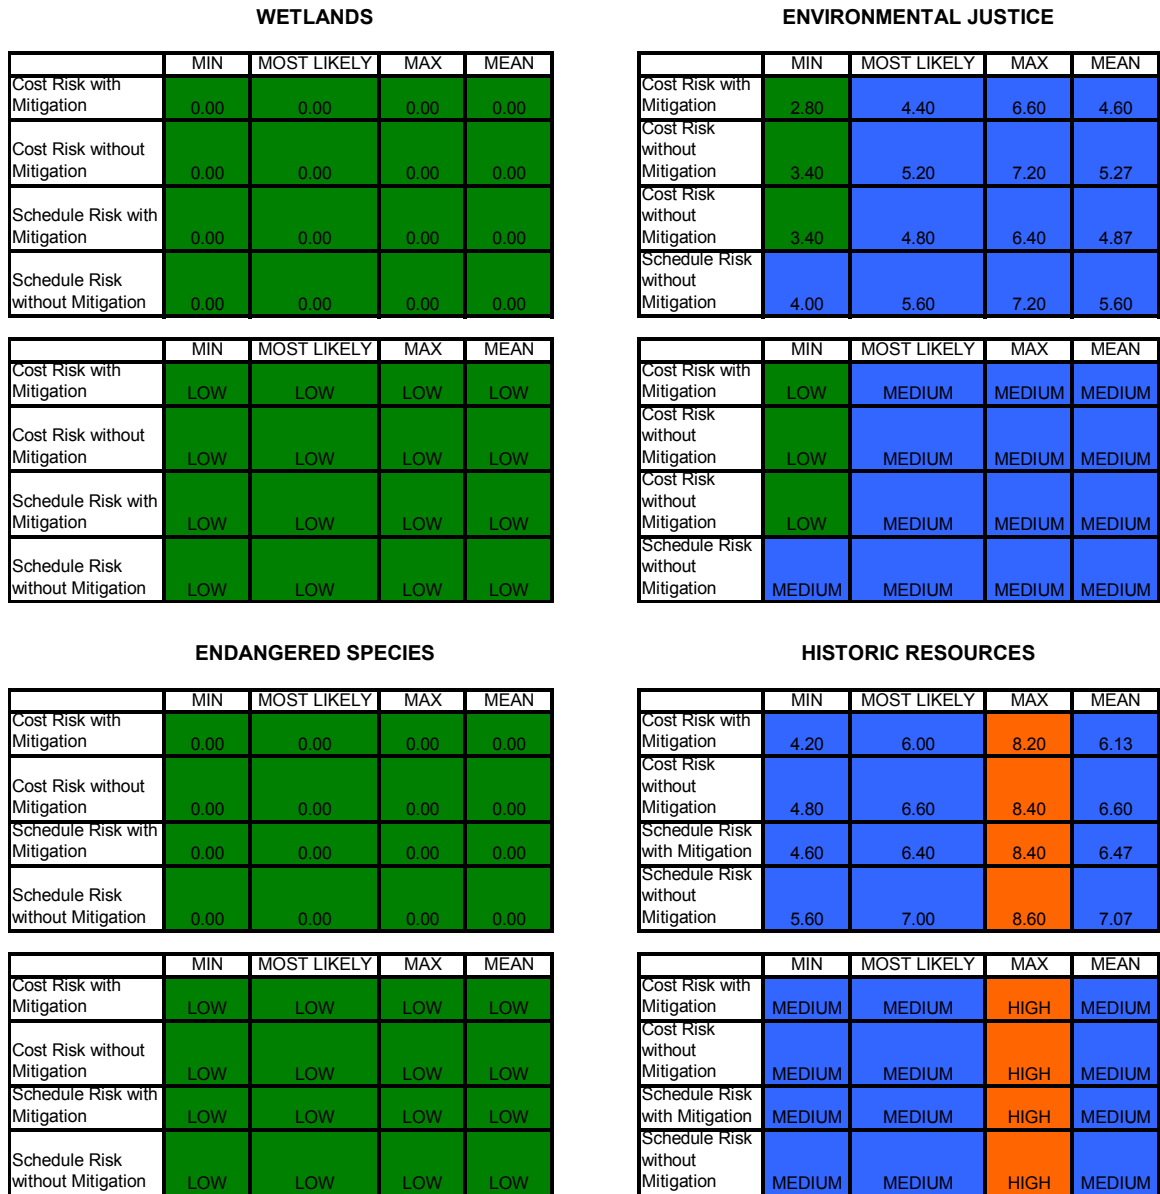 WETLANDS
MIN MOST LIKELY MAX MEAN
Cost Risk with
Mitigation 0.00 0.00 0.00 0.00
Cost Risk without
Mitigation 0.00 0.00 0.00 0.00
Schedule Risk with
Mitigation 0.00 0.00 0.00 0.00
Schedule Risk
without Mitigation 0.00 0.00 0.00 0.00
MIN MOST LIKELY MAX MEAN
Cost Risk with
Mitigation LOW LOW LOW LOW
Cost Risk without
Mitigation LOW LOW LOW LOW
Schedule Risk with
Mitigation LOW LOW LOW LOW
Schedule Risk
without Mitigation LOW LOW LOW LOW
ENVIRONMENTAL JUSTICE
MIN MOST LIKELY MAX MEAN
Cost Risk with
Mitigation 2.80 4.40 6.60 4.60
Cost Risk
without
Mitigation 3.40 5.20 7.20 5.27
Cost Risk
without
Mitigation 3.40 4.80 6.40 4.87
Schedule Risk
without
Mitigation 4.00 5.60 7.20 5.60
MIN MOST LIKELY MAX MEAN
Cost Risk with
Mitigation LOW MEDIUM MEDIUM MEDIUM
Cost Risk
without
Mitigation LOW MEDIUM MEDIUM MEDIUM
Cost Risk
without
Mitigation LOW MEDIUM MEDIUM MEDIUM
Schedule Risk
without
Mitigation MEDIUM MEDIUM MEDIUM MEDIUM
ENDANGERED SPECIES
MIN MOST LIKELY MAX MEAN
Cost Risk with
Mitigation 0.00 0.00 0.00 0.00
Cost Risk without
Mitigation 0.00 0.00 0.00 0.00
Schedule Risk with
Mitigation 0.00 0.00 0.00 0.00
Schedule Risk
without Mitigation 0.00 0.00 0.00 0.00
MIN MOST LIKELY MAX MEAN
Cost Risk with
Mitigation LOW LOW LOW LOW
Cost Risk without
Mitigation LOW LOW LOW LOW
Schedule Risk with
Mitigation LOW LOW LOW LOW
Schedule Risk
without Mitigation LOW LOW LOW LOW
HISTORIC RESOURCES
MIN MOST LIKELY MAX MEAN
Cost Risk with
Mitigation 4.20 6.00 8.20 6.13
Cost Risk
without
Mitigation 4.80 6.60 8.40 6.60
Schedule Risk
with Mitigation 4.60 6.40 8.40 6.47
Schedule Risk
without
Mitigation 5.60 7.00 8.60 7.07
MIN MOST LIKELY MAX MEAN
Cost Risk with
Mitigation MEDIUM MEDIUM HIGH MEDIUM
Cost Risk
without
Mitigation MEDIUM MEDIUM HIGH MEDIUM
Schedule Risk
with Mitigation MEDIUM MEDIUM HIGH MEDIUM
Schedule Risk
without
Mitigation MEDIUM MEDIUM HIGH MEDIUM